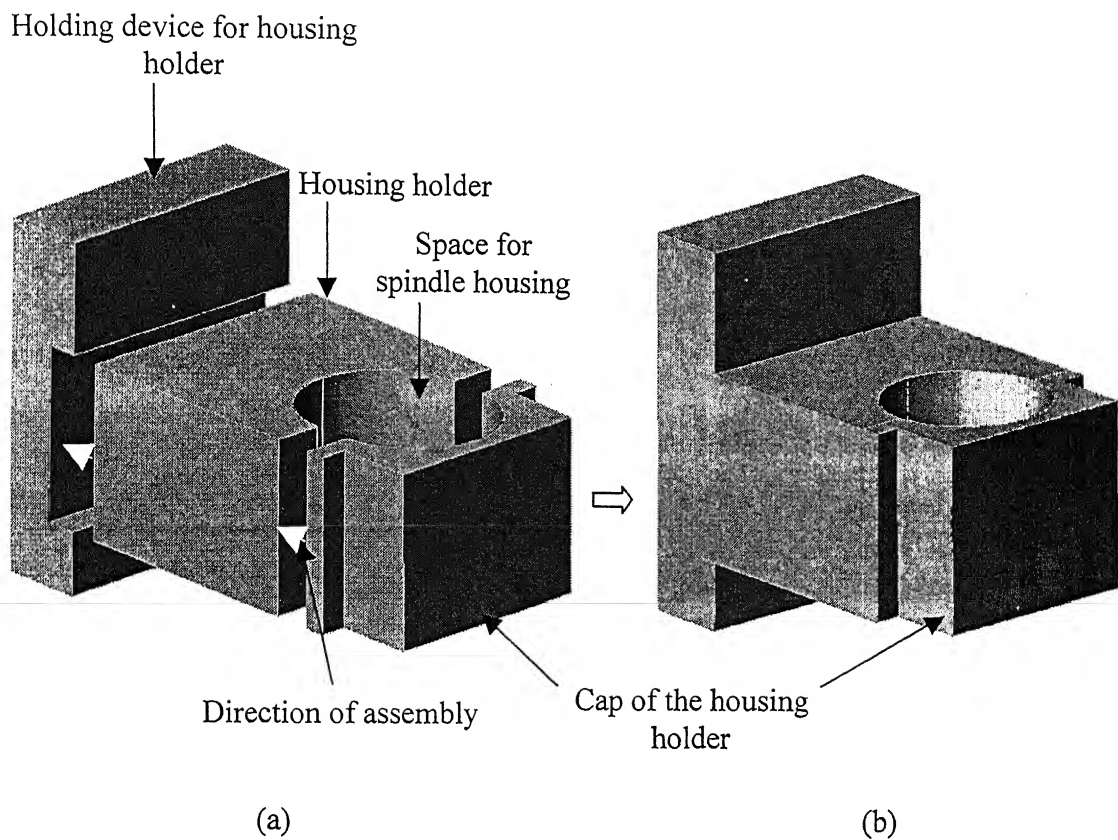 Holding device for housing
holder
Housing holder
Space for
spindle housing
Direction of assembly
Cap of the housing
holder
(a)
(b)